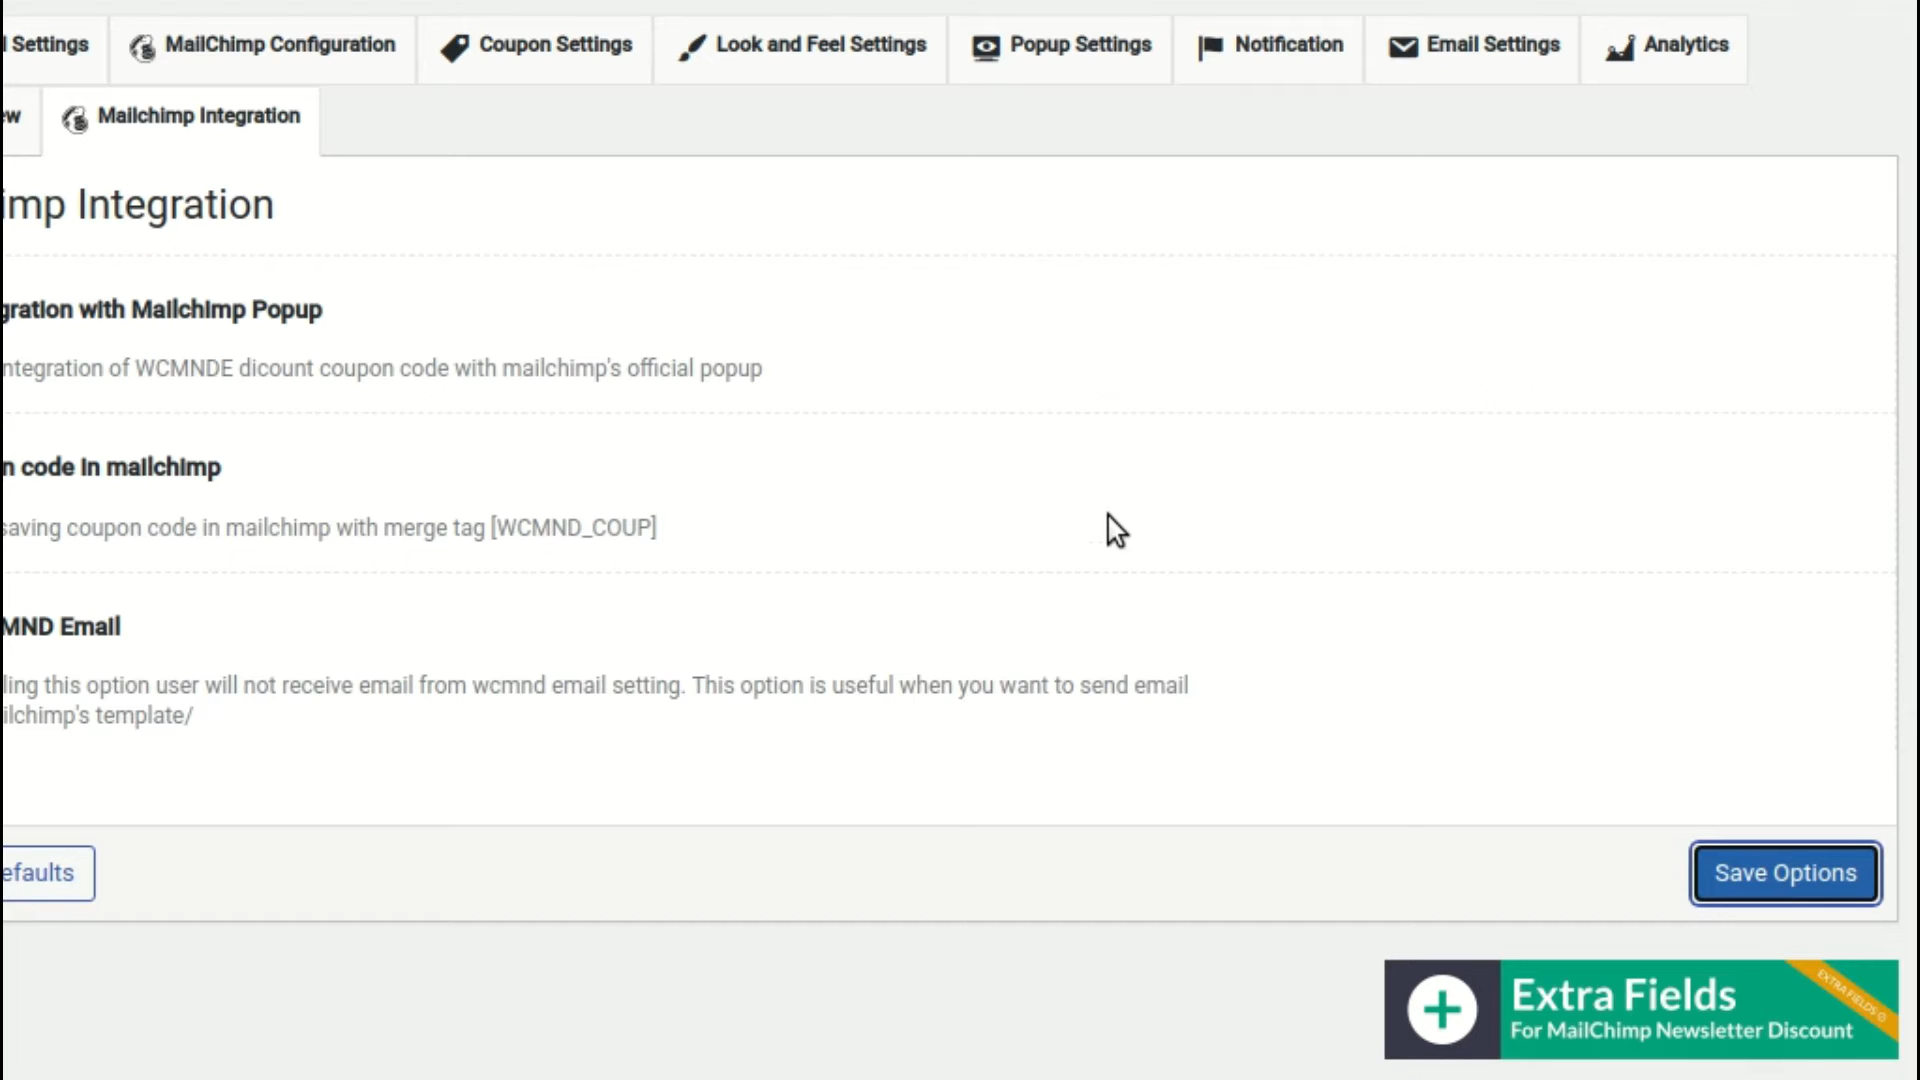 l Settings
MailChimp Configuration
Coupon Settings
Look and Feel Settings
Popup Settings
Notification
Email Settings
Analytics
ew
Mailchimp Integration
imp Integration
gration with Mailchimp Popup
ntegration of WCMNDE dicount coupon code with mailchimp's official popup
n code in mailchimp
saving coupon code in mailchimp with merge tag [WCMND_COUP]
MND Email
ling this option user will not receive email from wcmnd email setting. This option is useful when you want to send email
ilchimp's template/
efaults
Save Options
Extra Fields
For MailChimp Newsletter Discount
EXTRA FIELDS